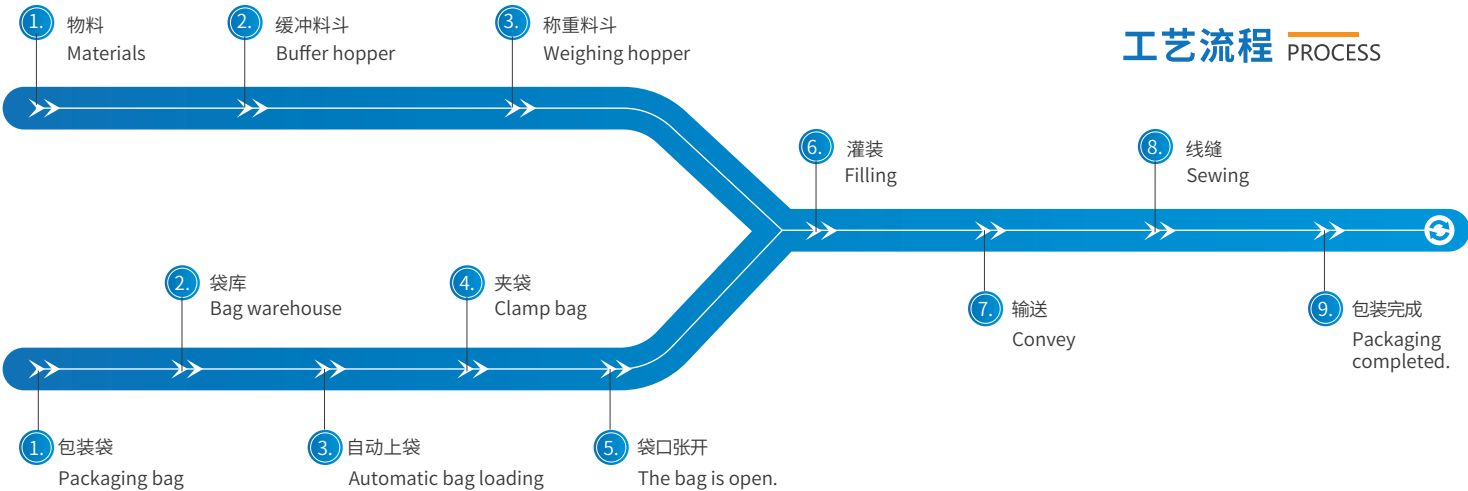 工艺流程 PROCESS
1. 物料
Materials
2. 缓冲料斗
Buffer hopper
3. 称重料斗
Weighing hopper
1. 包装袋
Packaging bag
2. 袋库
Bag warehouse
3. 自动上袋
Automatic bag loading
4. 夹袋
Clamp bag
5. 袋口张开
The bag is open.
6. 灌装
Filling
7. 输送
Convey
8. 线缝
Sewing
9. 包装完成
Packaging
completed.